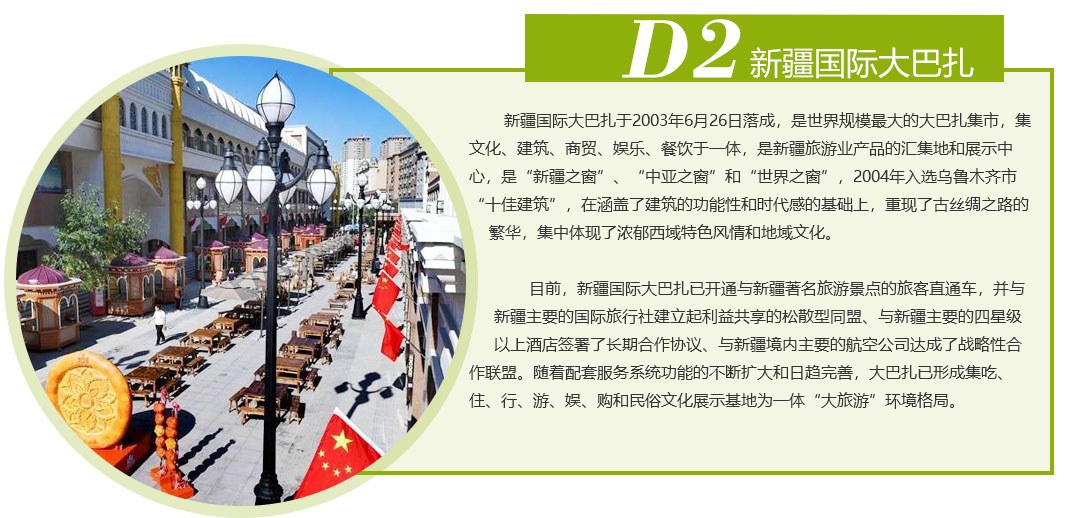 D2 新疆国际大巴扎
新疆国际大巴扎于2003年6月26日落成，是世界规模最大的大巴扎集市，集
文化、建筑、商贸、娱乐、餐饮于一体，是新疆旅游业产品的汇集地和展示中
心，是“新疆之窗”、“中亚之窗”和“世界之窗”，2004年入选乌鲁木齐市
“十佳建筑”，在涵盖了建筑的功能性和时代感的基础上，重现了古丝绸之路的
繁华，集中体现了浓郁西域特色风情和地域文化。
目前，新疆国际大巴扎已开通与新疆著名旅游景点的旅客直通车，并与
新疆主要的国际旅行社建立起利益共享的松散型同盟、与新疆主要的四星级
以上酒店签署了长期合作协议、与新疆境内主要的航空公司达成了战略性合
作联盟。随着配套服务系统功能的不断扩大和日趋完善，大巴扎已形成集吃、
住、行、游、娱、购和民俗文化展示基地为一体“大旅游”环境格局。